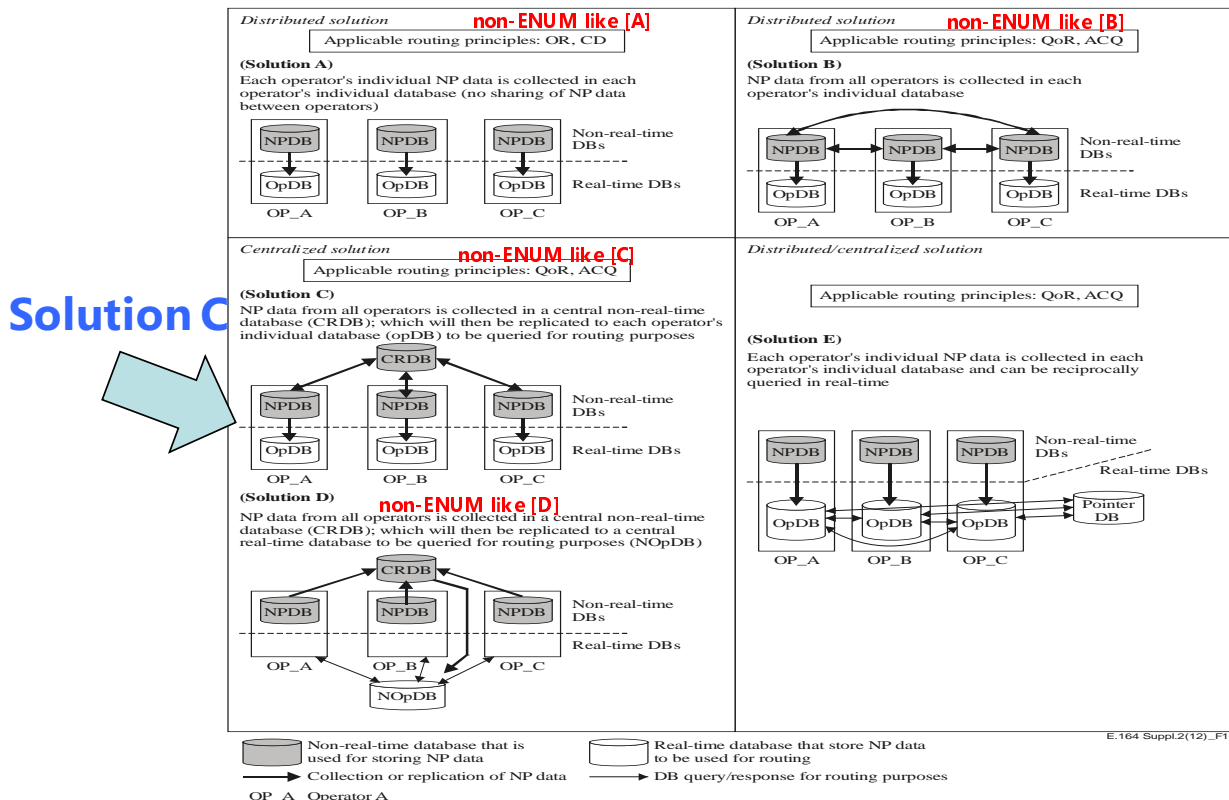 Distributed solution
non-ENUM like [A]
Applicable routing principles: OR, CD
(Solution A)
Each operator's individual NP data is collected in each
operator's individual database (no sharing of NP data
between operators)
NPDB NPDB NPDB
Non-real-time
DBs
OpDB OpDB OpDB
Real-time DBs
OP_A OP_B OP_C
Distributed solution
non-ENUM like [B]
Applicable routing principles: QoR, ACQ
(Solution B)
NP data from all operators is collected in each
operator's individual database
NPDB NPDB NPDB
Non-real-time
DBs
OpDB OpDB OpDB
Real-time DBs
OP_A OP_B OP_C
Solution C
Centralized solution
non-ENUM like [C]
Applicable routing principles: QoR, ACQ
(Solution C)
NP data from all operators is collected in a central non-real-time
database (CRDB); which will then be replicated to each operator's
individual database (opDB) to be queried for routing purposes
CRDB
NPDB NPDB NPDB
Non-real-time
DBs
OpDB OpDB OpDB
Real-time DBs
OP_A OP_B OP_C
(Solution D)
non-ENUM like [D]
NP data from all operators is collected in a central non-real-time
database (CRDB); which will then be replicated to a central
real-time database to be queried for routing purposes (NOpDB)
CRDB
NPDB NPDB NPDB
Non-real-time
DBs
Real-time DBs
OP_A OP_B OP_C
NOpDB
Distributed/centralized solution
Applicable routing principles: QoR, ACQ
(Solution E)
Each operator's individual NP data is collected in each
operator's individual database and can be reciprocally
queried in real-time
NPDB NPDB NPDB
Non-real-time
DBs
Real-time DBs
OpDB OpDB OpDB
Pointer
DB
OP_A OP_B OP_C
E.164 Suppl.2(12)_F1
Non-real-time database that is
used for storing NP data
Real-time database that store NP data
to be used for routing
Collection or replication of NP data
DB query/response for routing purposes
OP_A Operator A